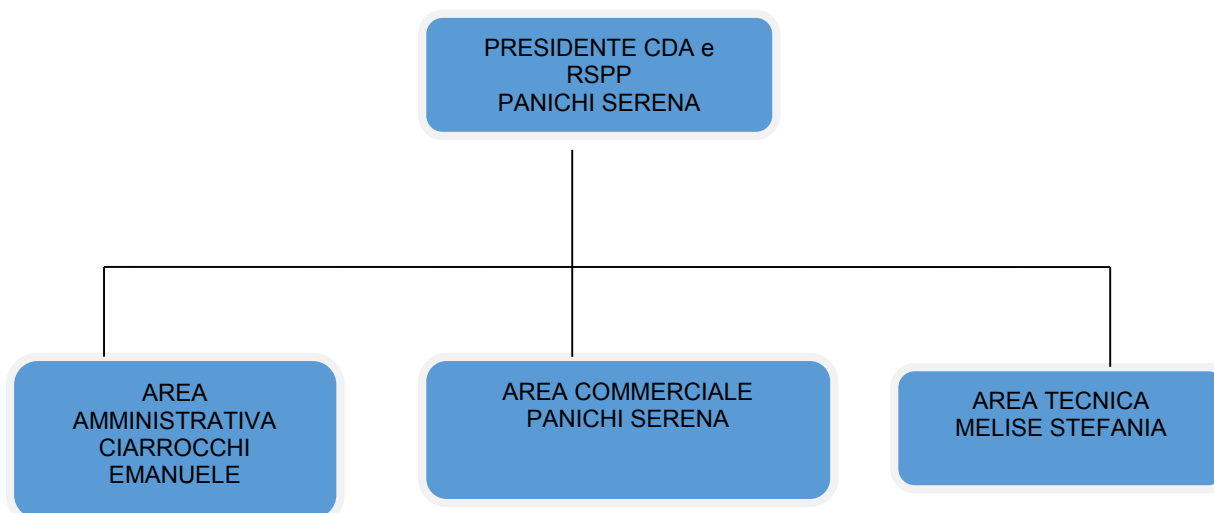 PRESIDENTE CDA e
RSPP
PANICHI SERENA
AREA
AMMINISTRATIVA
CIARROCCHI
EMANUELE
AREA COMMERCIALE
PANICHI SERENA
AREA TECNICA
MELISE STEFANIA